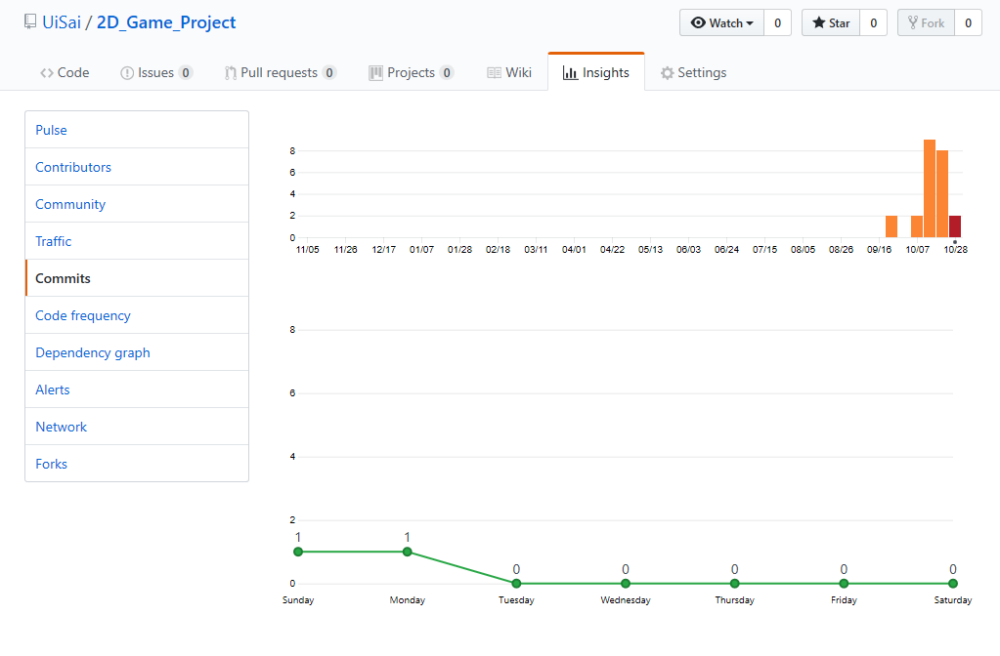 UiSai / 2D_Game_Project
Watch 0 Star 0 Fork 0
Code Issues 0 Pull requests 0 Projects 0 Wiki Insights Settings
Pulse
Contributors
Community
Traffic
Commits
Code frequency
Dependency graph
Alerts
Network
Forks
8
6
4
2
0
11/05 11/26 12/17 01/07 01/28 02/18 03/11 04/01 04/22 05/13 06/03 06/24 07/15 08/05 08/26 09/16 10/07 10/28
8
6
4
2
1 1 0 0 0 0 0
0
Sunday Monday Tuesday Wednesday Thursday Friday Saturday